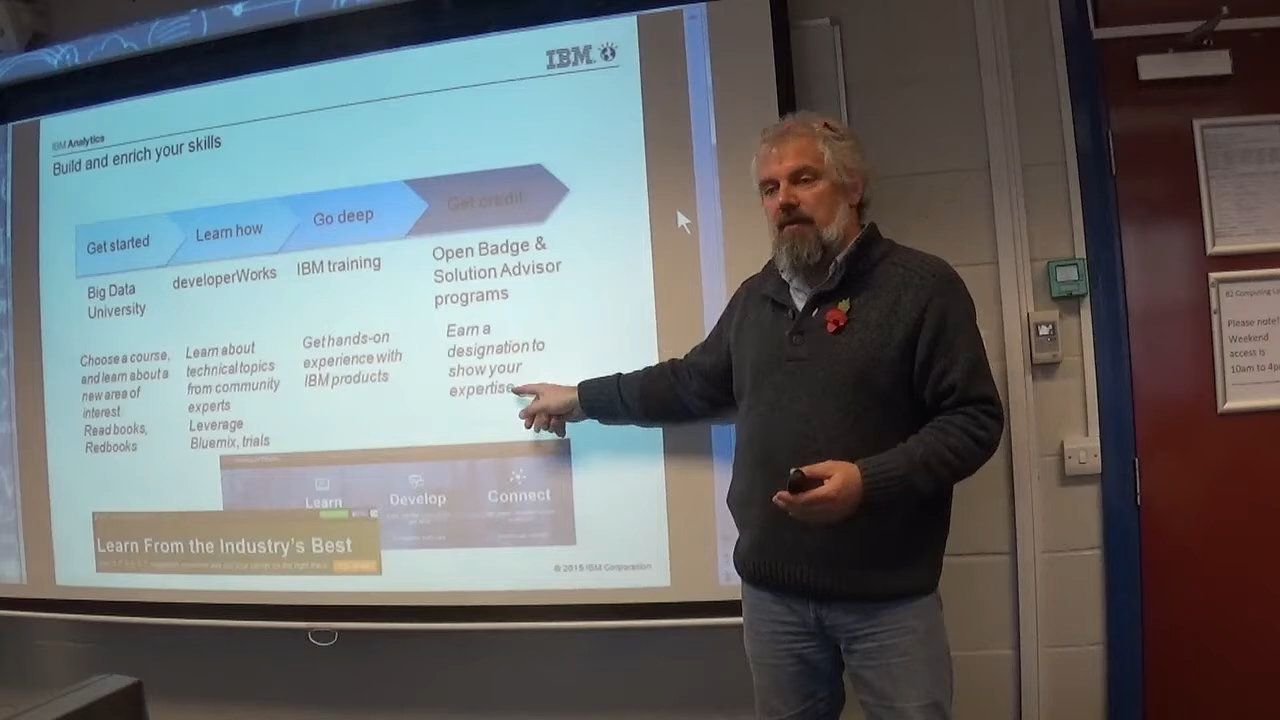 IBM
IBM Analytics
Build and enrich your skills
Get started
Learn how
Go deep
Get credit
Big Data
University
developerWorks
IBM training
Open Badge &
Solution Advisor
programs
Choose a course,
and learn about a
new area of
interest
Read books,
Redbooks
Learn about
technical topics
from community
experts
Leverage
Bluemix, trials
Get hands-on
experience with
IBM products
Earn a
designation to
show your
expertise
Learn
Develop
Connect
Learn From the Industry's Best
© 2015 IBM Corporation
Computing
Please note!
Weekend
access is
10am to